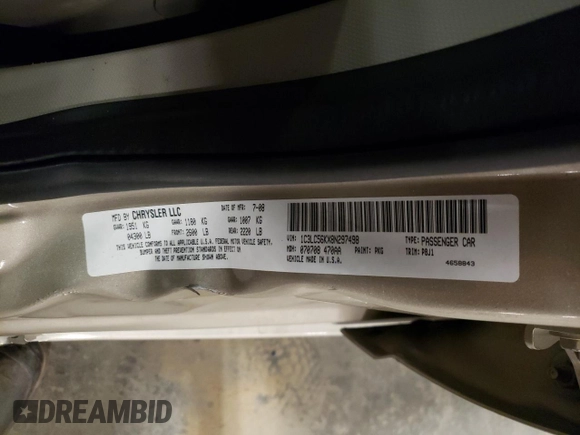 MFD BY CHRYSLER LLC DATE OF MFR: 7-08
GVWR: 1951 KG GAWR: 1180 KG GAWR: 1007 KG
04300 LB FRONT: 2600 LB REAR: 2220 LB
THIS VEHICLE CONFORMS TO ALL APPLICABLE U.S.A. FEDERAL MOTOR VEHICLE SAFETY,
BUMPER AND THEFT PREVENTION STANDARDS IN EFFECT ON
THE DATE OF MANUFACTURE SHOWN ABOVE.
VIN: 1C3LC56KX8N297498 TYPE: PASSENGER CAR
MDH: 070708 470AA PAINT: PKG TRIM: P8J1
VEHICLE MADE IN U.S.A.
4658843
DREAMBID